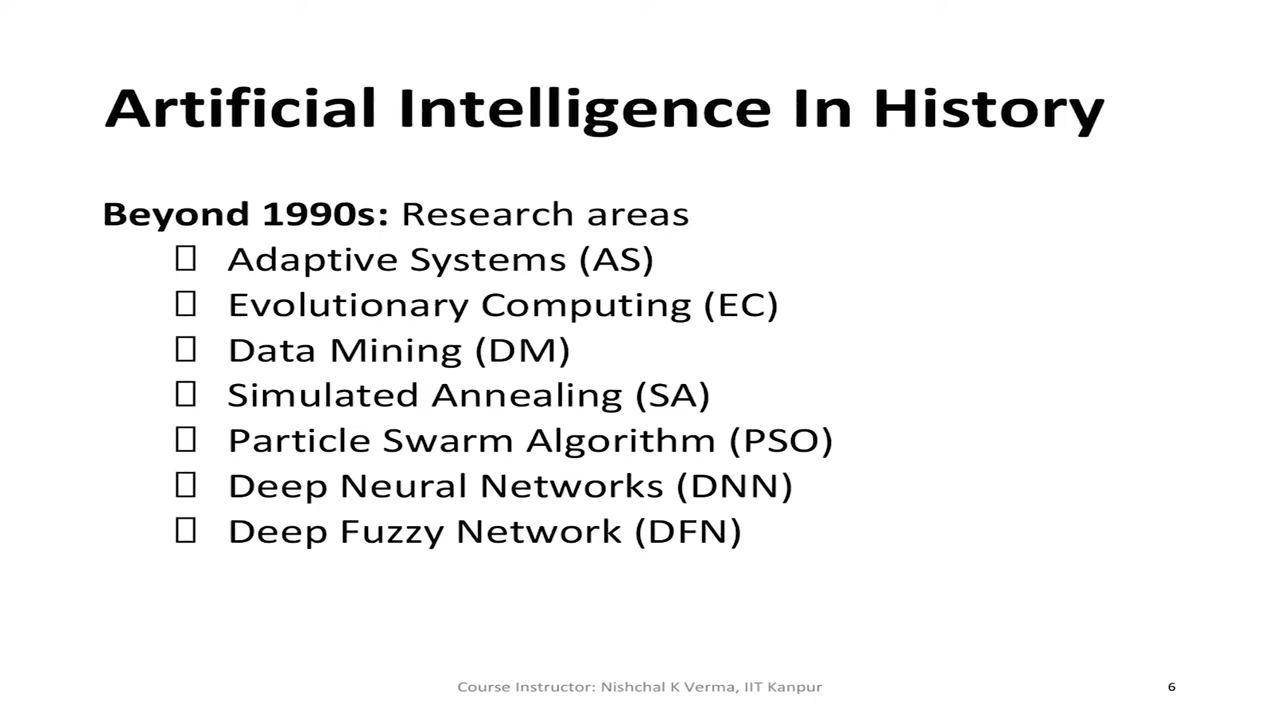 Artificial Intelligence In History
Beyond 1990s: Research areas
Adaptive Systems (AS)
Evolutionary Computing (EC)
Data Mining (DM)
Simulated Annealing (SA)
Particle Swarm Algorithm (PSO)
Deep Neural Networks (DNN)
Deep Fuzzy Network (DFN)
Course Instructor: Nishchal K Verma, IIT Kanpur
6